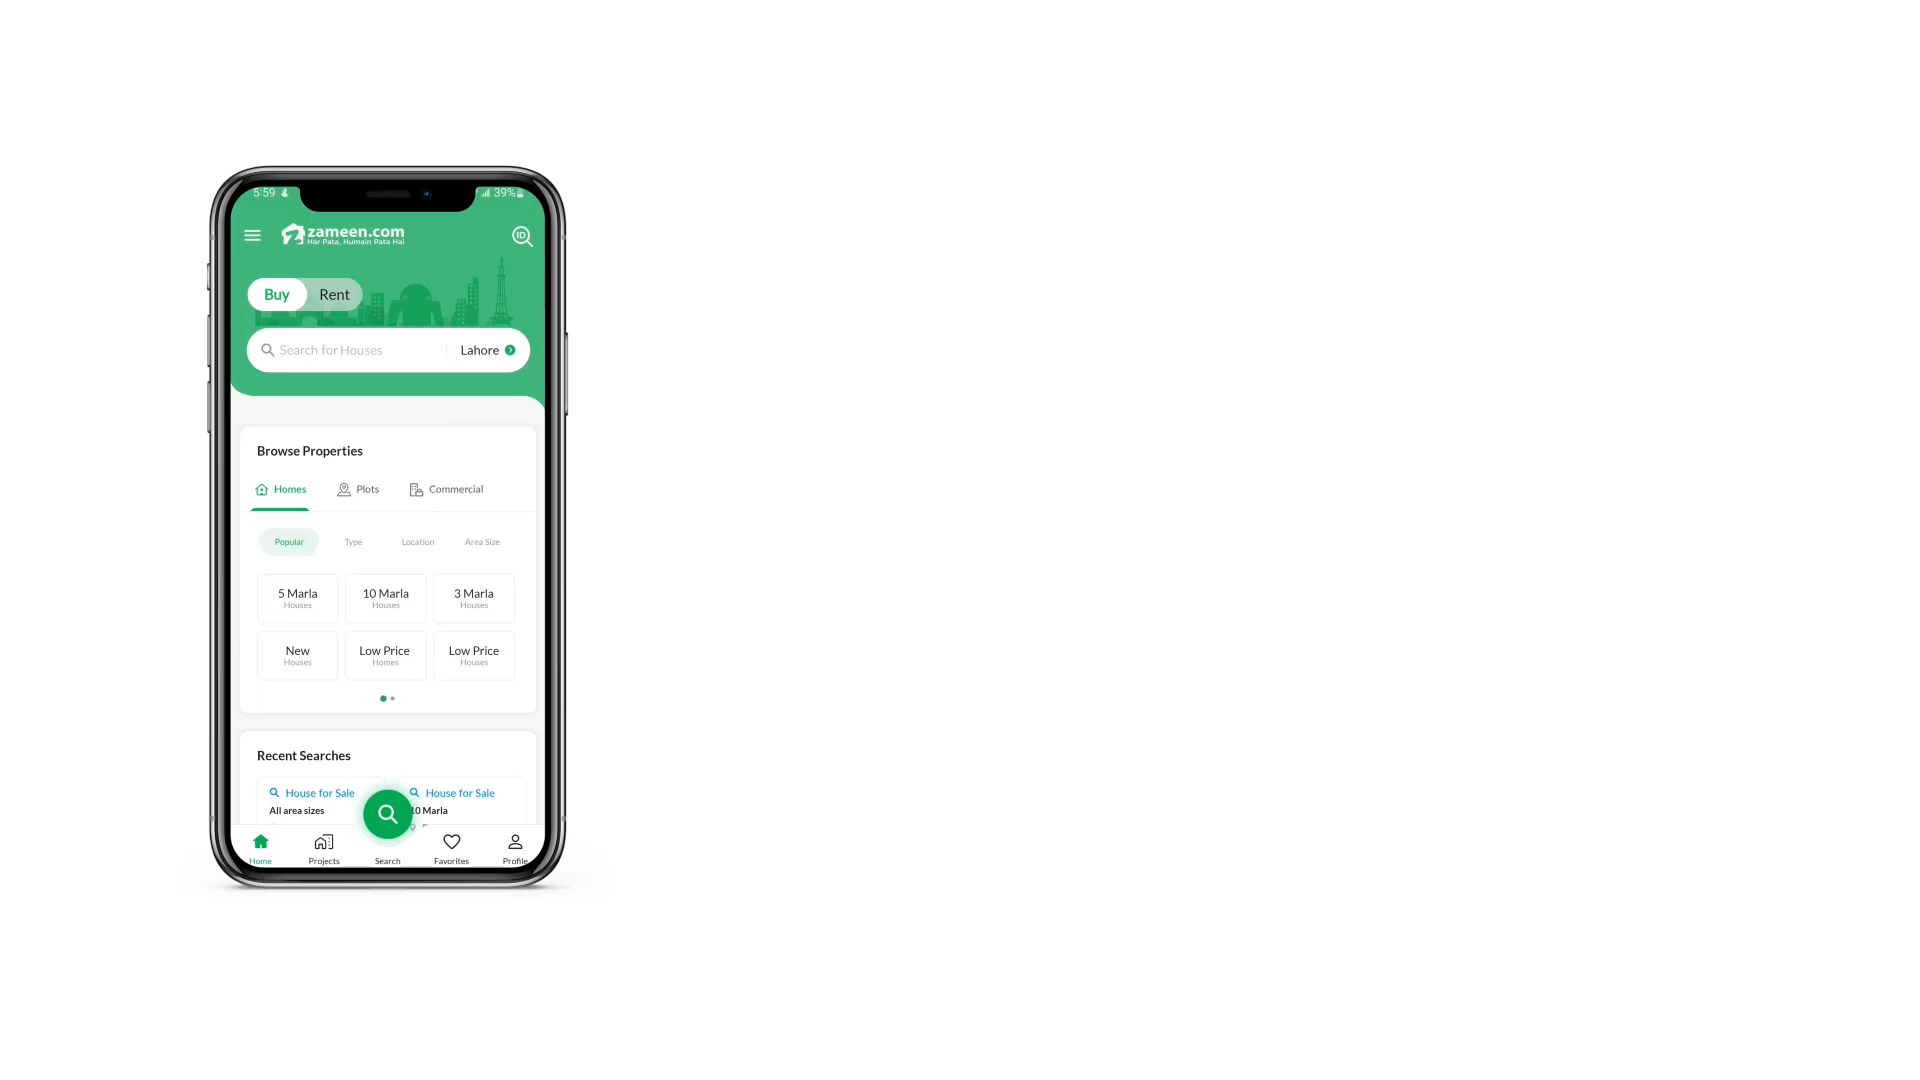 5:59
39%
zameen.com
Har Pata, Humain Pata Hai
ID
Buy Rent
Search for Houses Lahore
Browse Properties
Homes Plots Commercial
Popular Type Location Area Size
5 Marla 10 Marla 3 Marla
Houses Houses Houses
New Low Price Low Price
Houses Homes Houses
Recent Searches
House for Sale House for Sale
All area sizes 10 Marla
Home Projects Search Favorites Profile